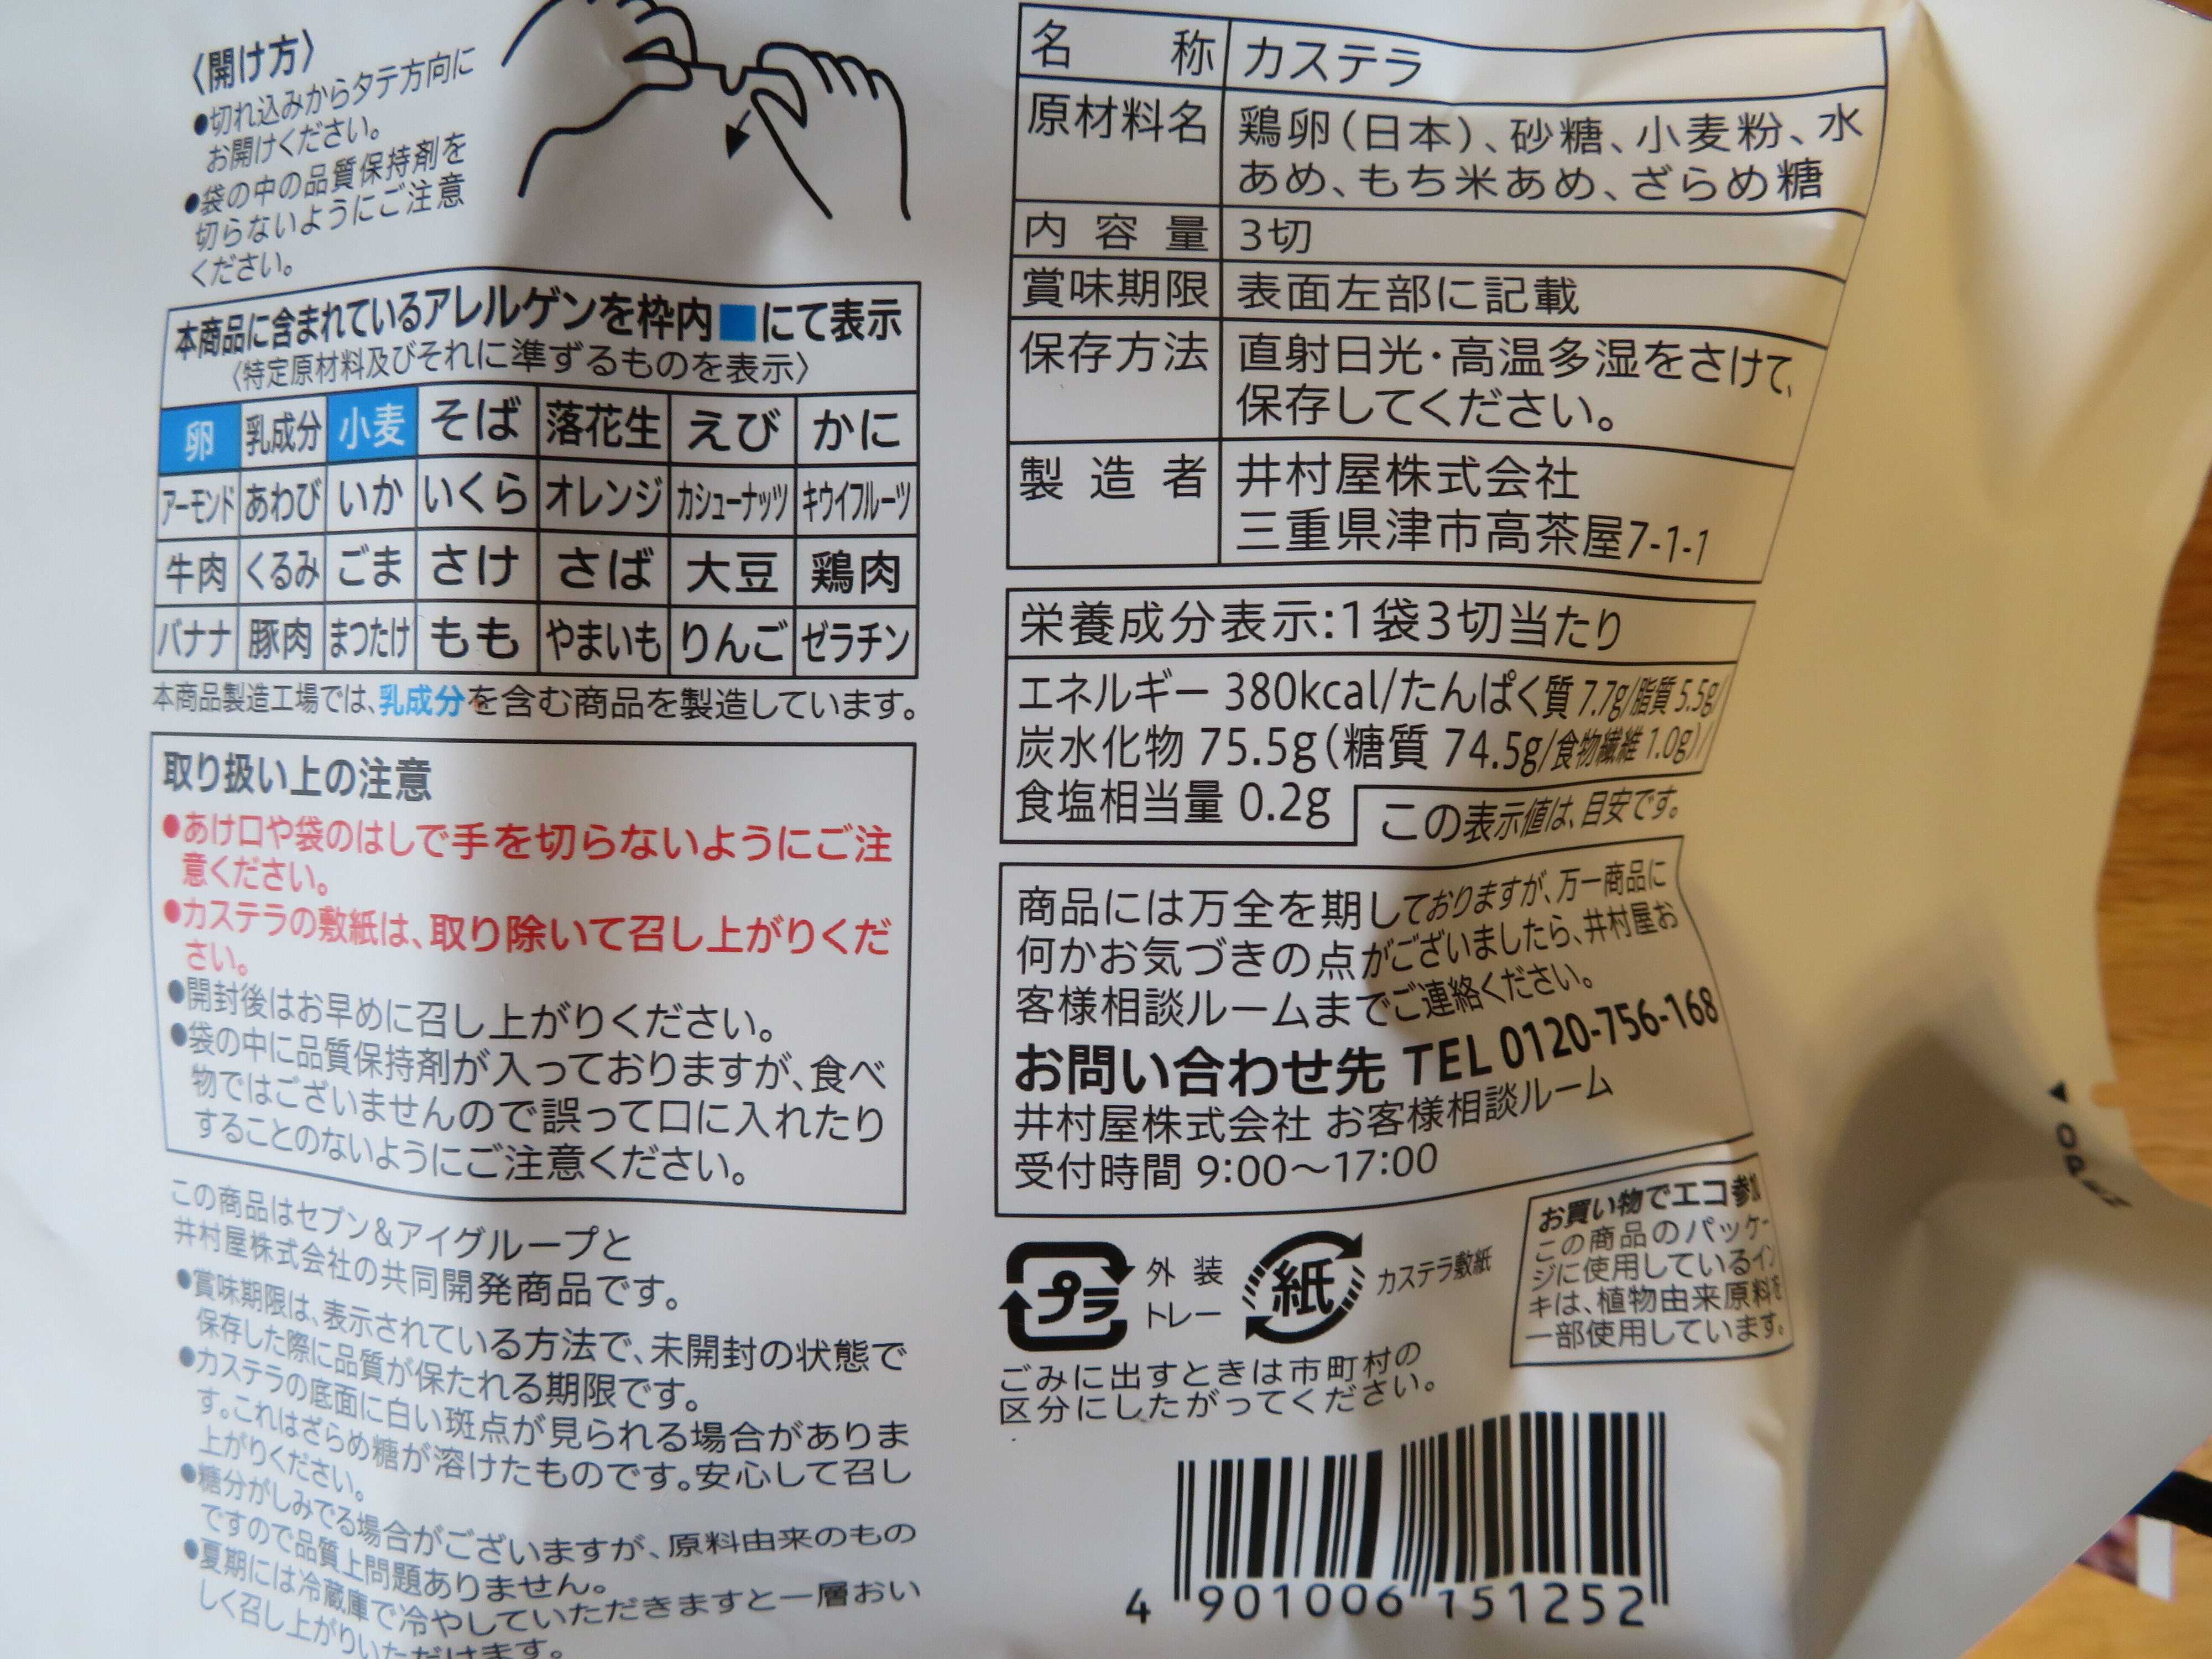 〈開け方〉
●切れ込みからタテ方向に
お開けください。
●袋の中の品質保持剤を
切らないようにご注意
ください。
本商品に含まれているアレルゲンを枠内■にて表示
〈特定原材料及びそれに準ずるものを表示〉
卵 乳成分 小麦 そば 落花生 えび かに
アーモンド あわび いか いくら オレンジ カシューナッツ キウイフルーツ
牛肉 くるみ ごま さけ さば 大豆 鶏肉
バナナ 豚肉 まつたけ もも やまいも りんご ゼラチン
本商品製造工場では、乳成分を含む商品を製造しています。
取り扱い上の注意
●あけ口や袋のはしで手を切らないようにご注
意ください。
●カステラの敷紙は、取り除いて召し上がりくだ
さい。
●開封後はお早めに召し上がりください。
●袋の中に品質保持剤が入っておりますが、食べ
物ではございませんので誤って口に入れたり
することのないようにご注意ください。
この商品はセブン&アイグループと
井村屋株式会社の共同開発商品です。
●賞味期限は、表示されている方法で、未開封の状態で
保存した際に品質が保たれる期限です。
●カステラの底面に白い斑点が見られる場合がありま
す。これはざらめ糖が溶けたものです。安心して召し
上がりください。
●糖分がしみでる場合がございますが、原料由来のもの
ですので品質上問題ありません。
●夏期には冷蔵庫で冷やしていただきますと一層おい
しく召し上がりいただけます。
名称 カステラ
原材料名 鶏卵(日本)、砂糖、小麦粉、水
あめ、もち米あめ、ざらめ糖
内容量 3切
賞味期限 表面左部に記載
保存方法 直射日光・高温多湿をさけて、
保存してください。
製造者 井村屋株式会社
三重県津市高茶屋7-1-1
栄養成分表示:1袋3切当たり
エネルギー 380kcal/たんぱく質 7.7g/脂質 5.5g/
炭水化物 75.5g(糖質 74.5g/食物繊維 1.0g)/
食塩相当量 0.2g この表示値は、目安です。
商品には万全を期しておりますが、万一商品に
何かお気づきの点がございましたら、井村屋お
客様相談ルームまでご連絡ください。
お問い合わせ先 TEL 0120-756-168
井村屋株式会社 お客様相談ルーム
受付時間 9:00〜17:00
プラ 外装
トレー
紙 カステラ敷紙
ごみに出すときは市町村の
区分にしたがってください。
お買い物でエコ参加
この商品のパッケー
ジに使用しているイン
キは、植物由来原料を
一部使用しています。
4 901006 151252